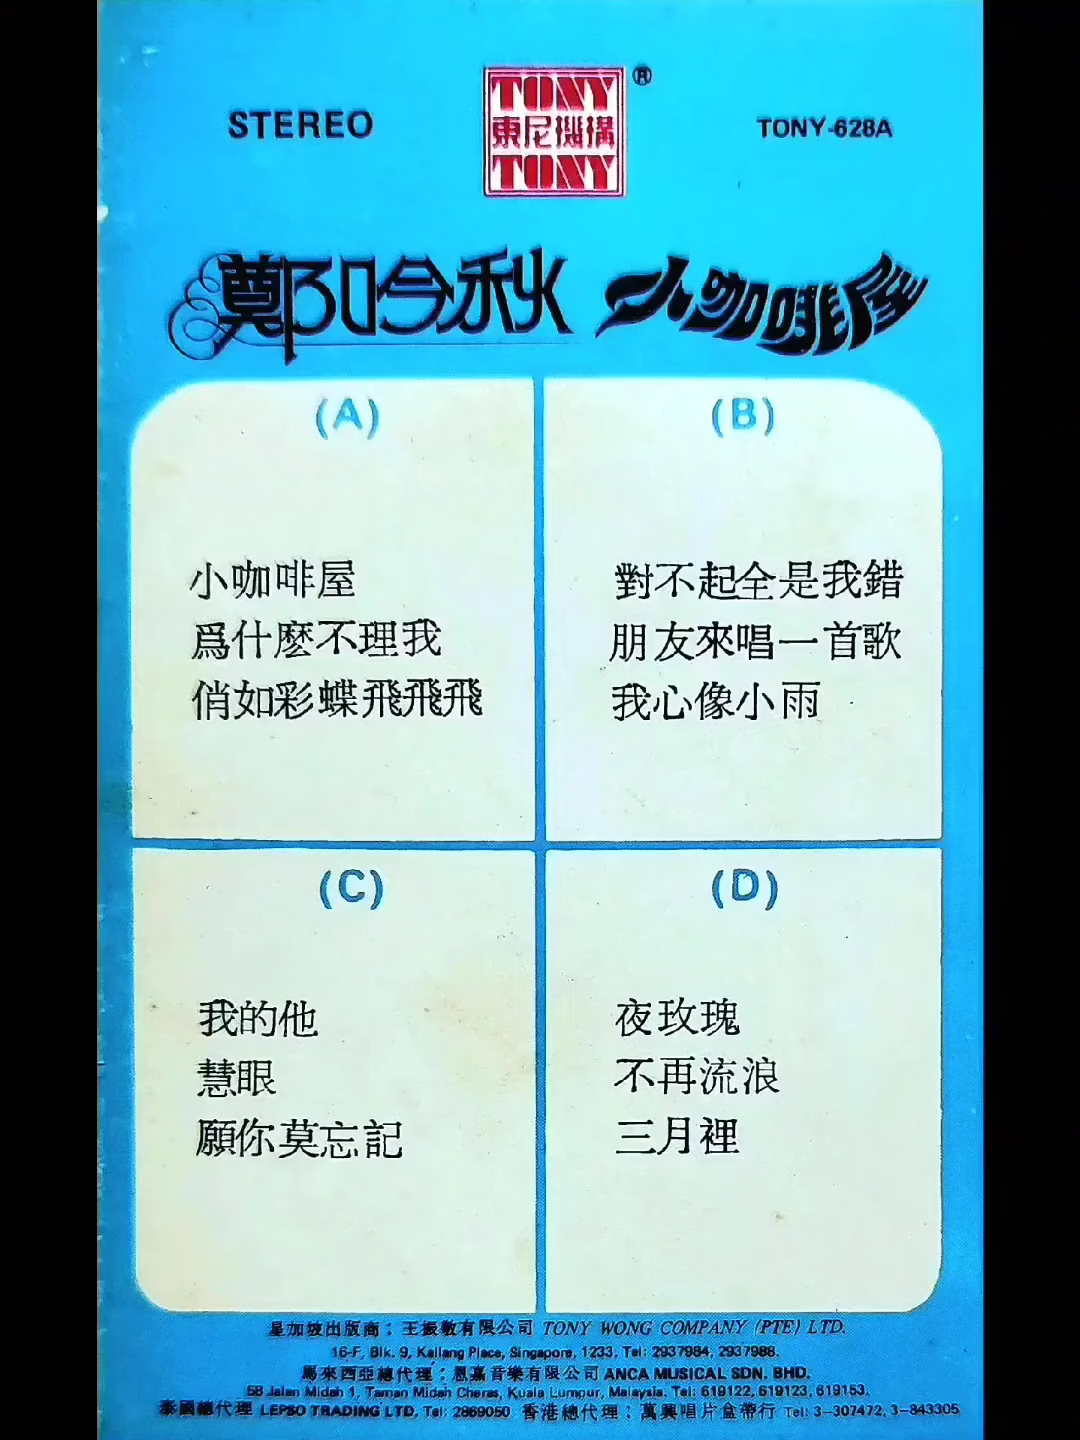 STEREO
TONY
東尼機構
TONY
®
TONY-628A
鄭吟秋 小咖啡屋
(A)
小咖啡屋
爲什麽不理我
俏如彩蝶飛飛飛
(B)
對不起全是我錯
朋友來唱一首歌
我心像小雨
(C)
我的他
慧眼
願你莫忘記
(D)
夜玫瑰
不再流浪
三月裡
星加坡出版商：王振敬有限公司 TONY WONG COMPANY (PTE) LTD.
16-F, Blk. 9, Kallang Place, Singapore, 1233. Tel: 2937984, 2937988.
馬來西亞總代理：恩嘉音樂有限公司 ANCA MUSICAL SDN. BHD.
58 Jalan Midah 1, Taman Midah Cheras, Kuala Lumpur, Malaysia. Tel: 619122, 619123, 619153.
泰國總代理 LEPSO TRADING LTD. Tel: 2869050 香港總代理：萬興唱片盒帶行 Tel: 3-307472, 3-843305